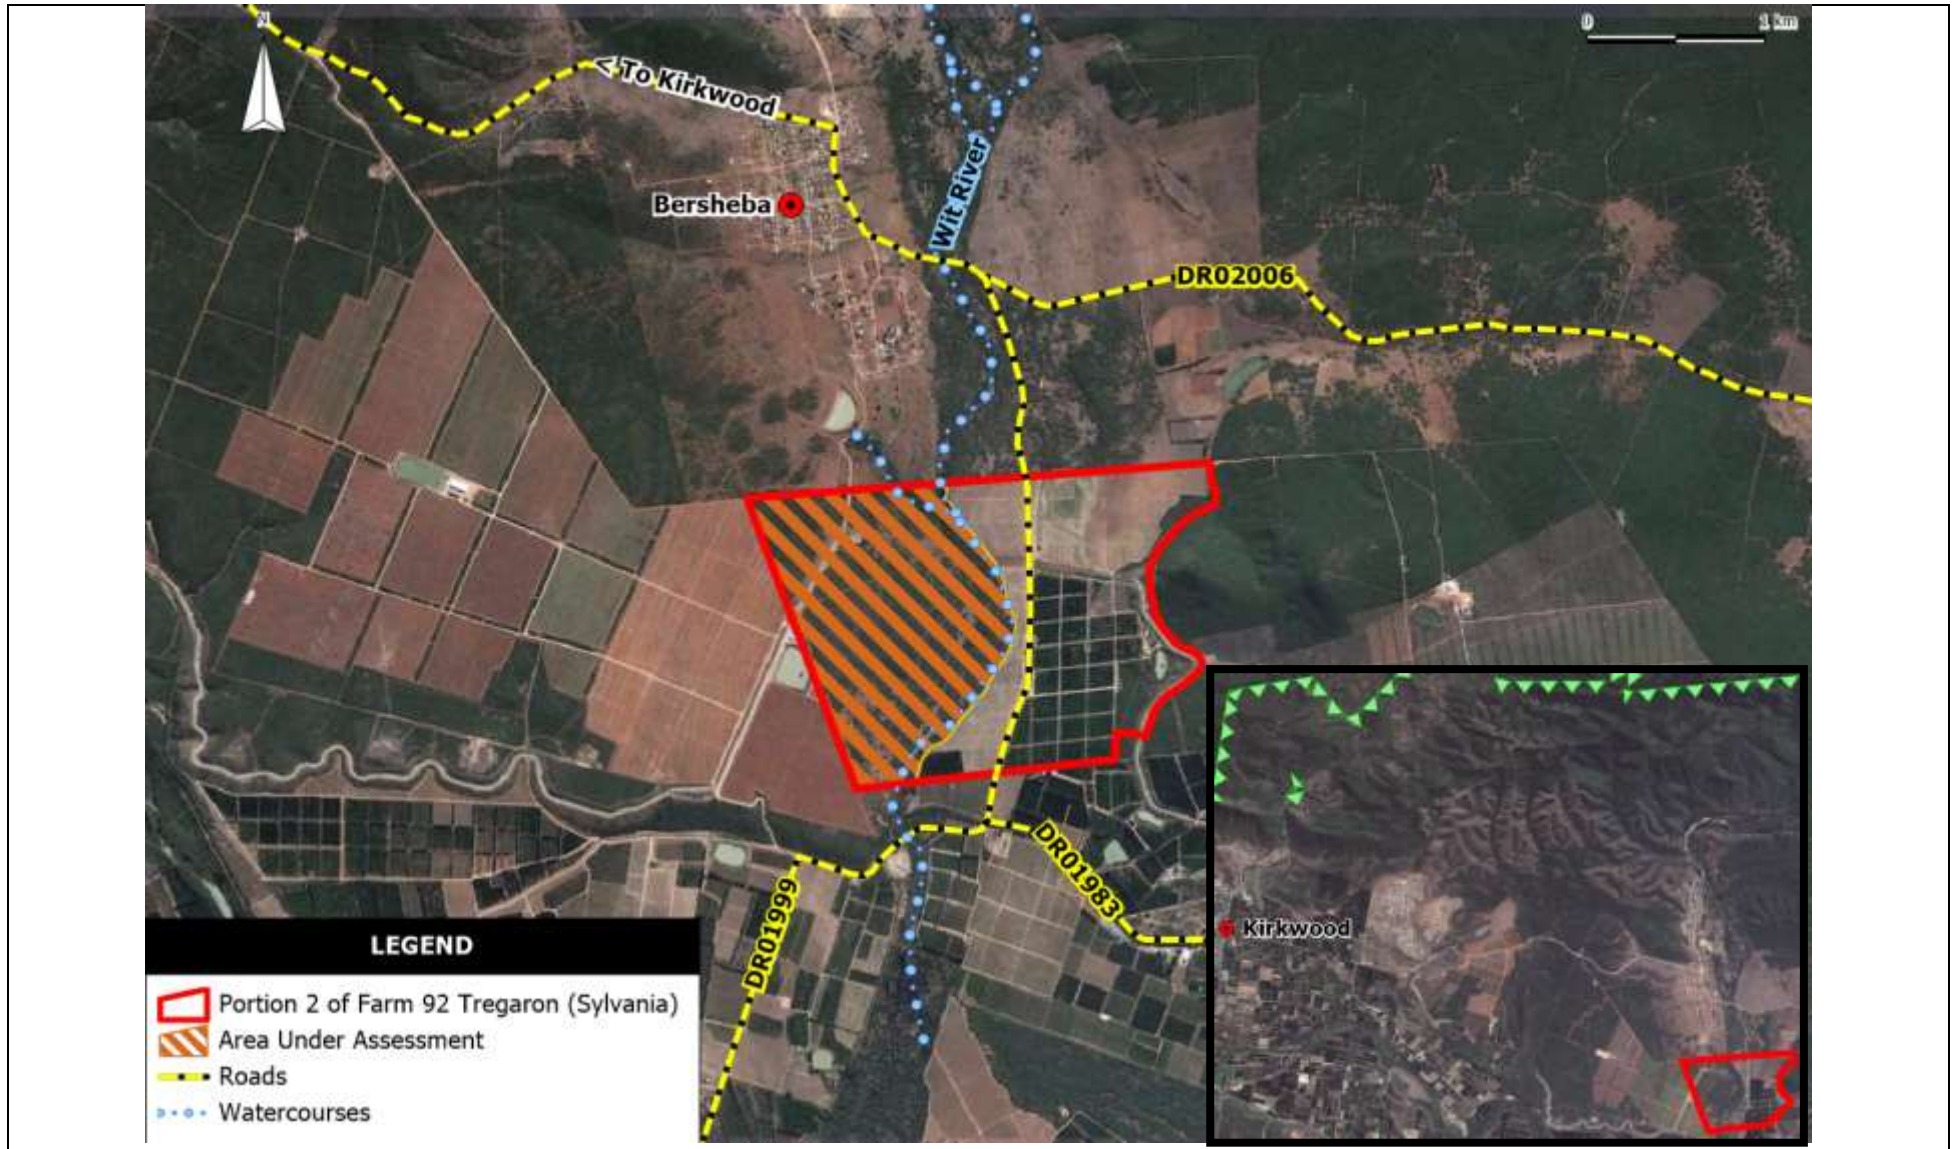 N
0 1 km
< To Kirkwood
Bersheba
Wit River
DR02006
DR01983
DR01999
Kirkwood
LEGEND
Portion 2 of Farm 92 Tregaron (Sylvania)
Area Under Assessment
Roads
Watercourses